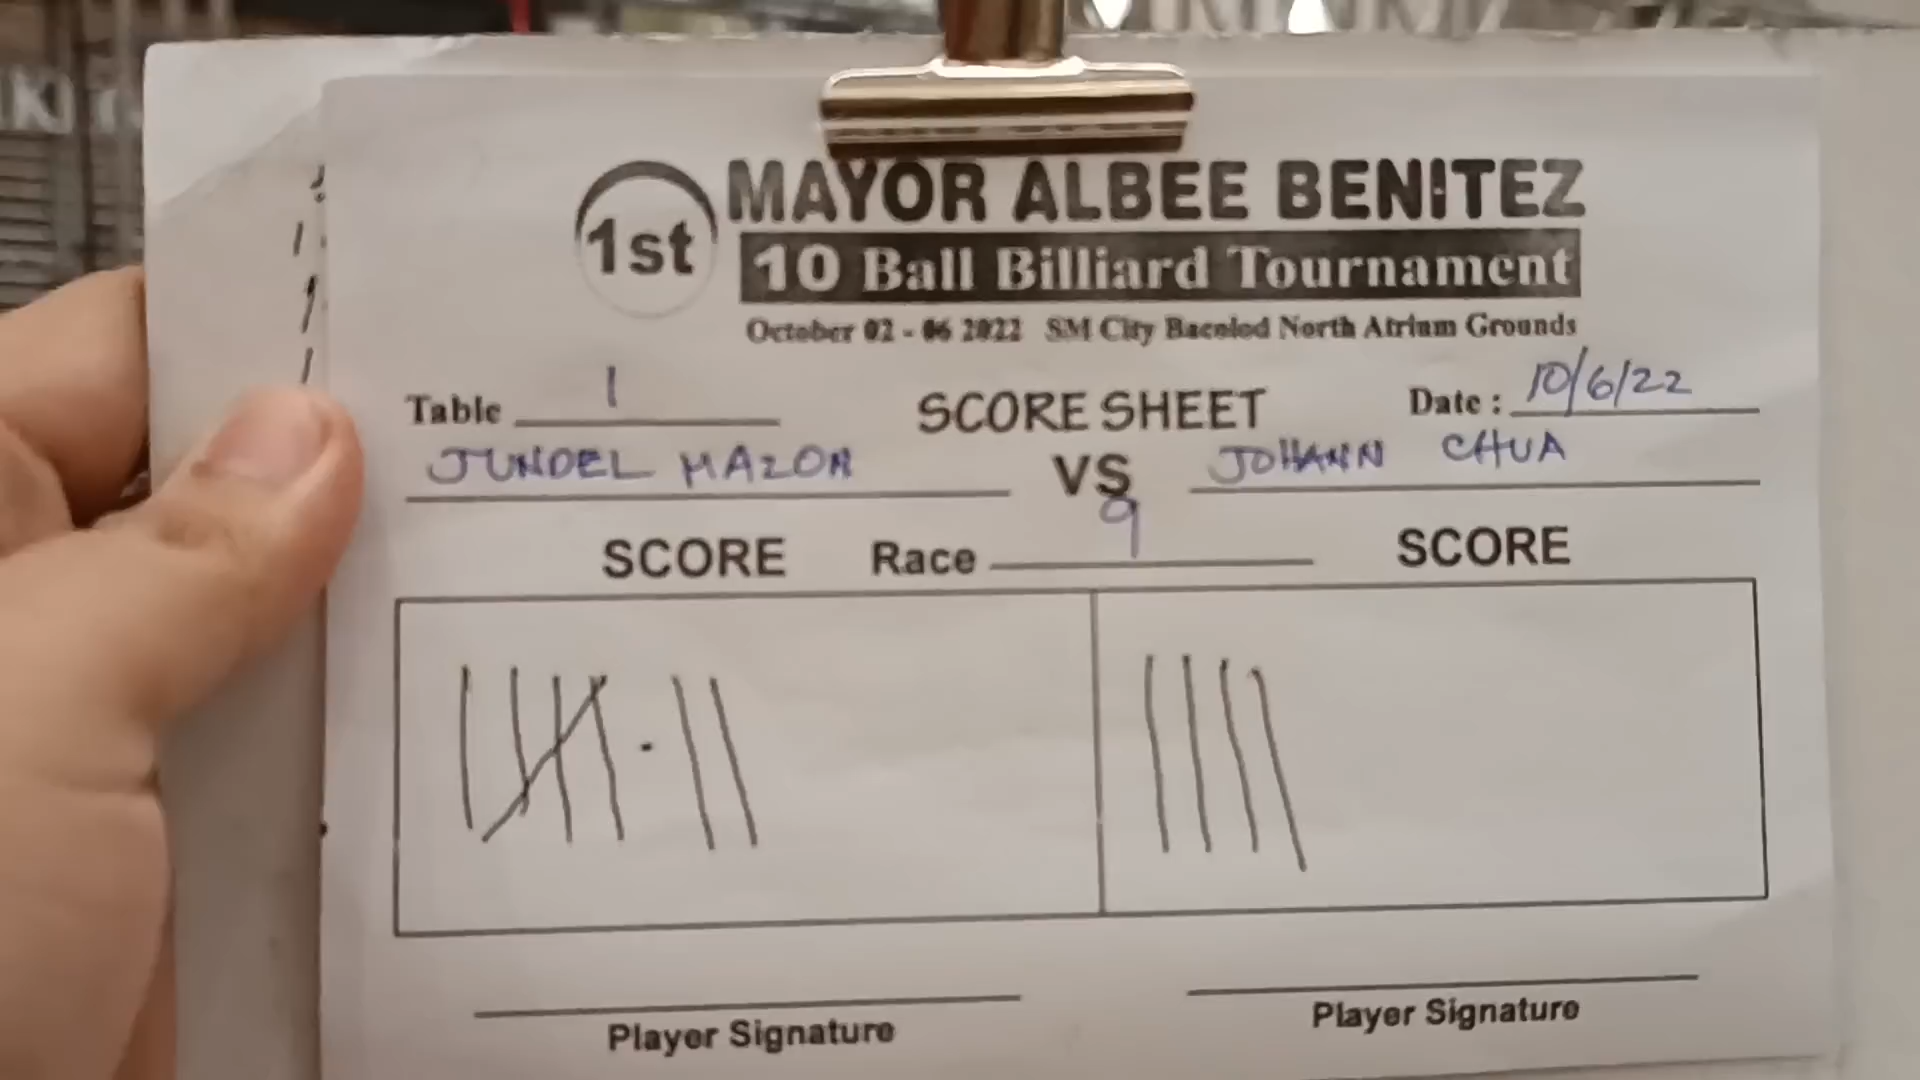 1st
MAYOR ALBEE BENITEZ
10 Ball Billiard Tournament
October 02 - 06 2022 SM City Bacolod North Atrium Grounds
Table 1 SCORE SHEET Date : 10/6/22
JUNDEL MAZON VS JOHANN CHUA
SCORE Race 9 SCORE
Player Signature Player Signature